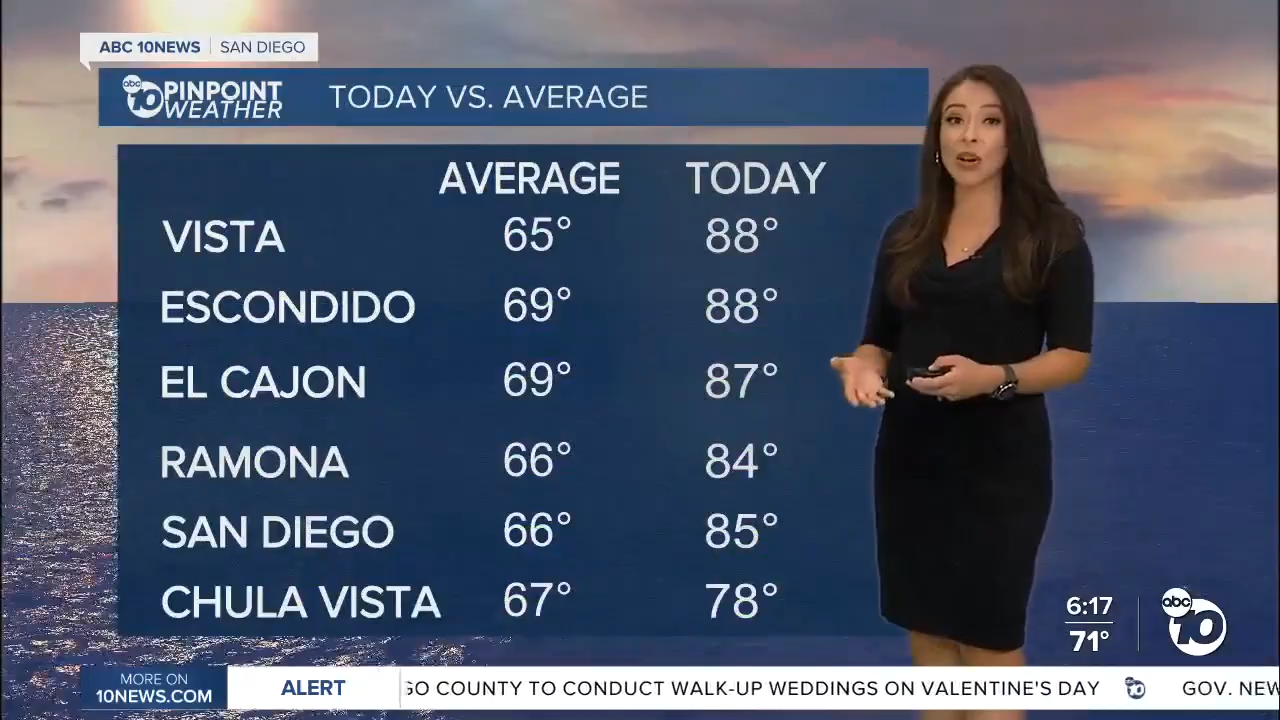 ABC 10NEWS | SAN DIEGO
abc 10 PINPOINT WEATHER
TODAY VS. AVERAGE
AVERAGE TODAY
VISTA 65° 88°
ESCONDIDO 69° 88°
EL CAJON 69° 87°
RAMONA 66° 84°
SAN DIEGO 66° 85°
CHULA VISTA 67° 78°
6:17
71°
abc 10
MORE ON
10NEWS.COM
ALERT
GO COUNTY TO CONDUCT WALK-UP WEDDINGS ON VALENTINE'S DAY abc 10 GOV. NEW